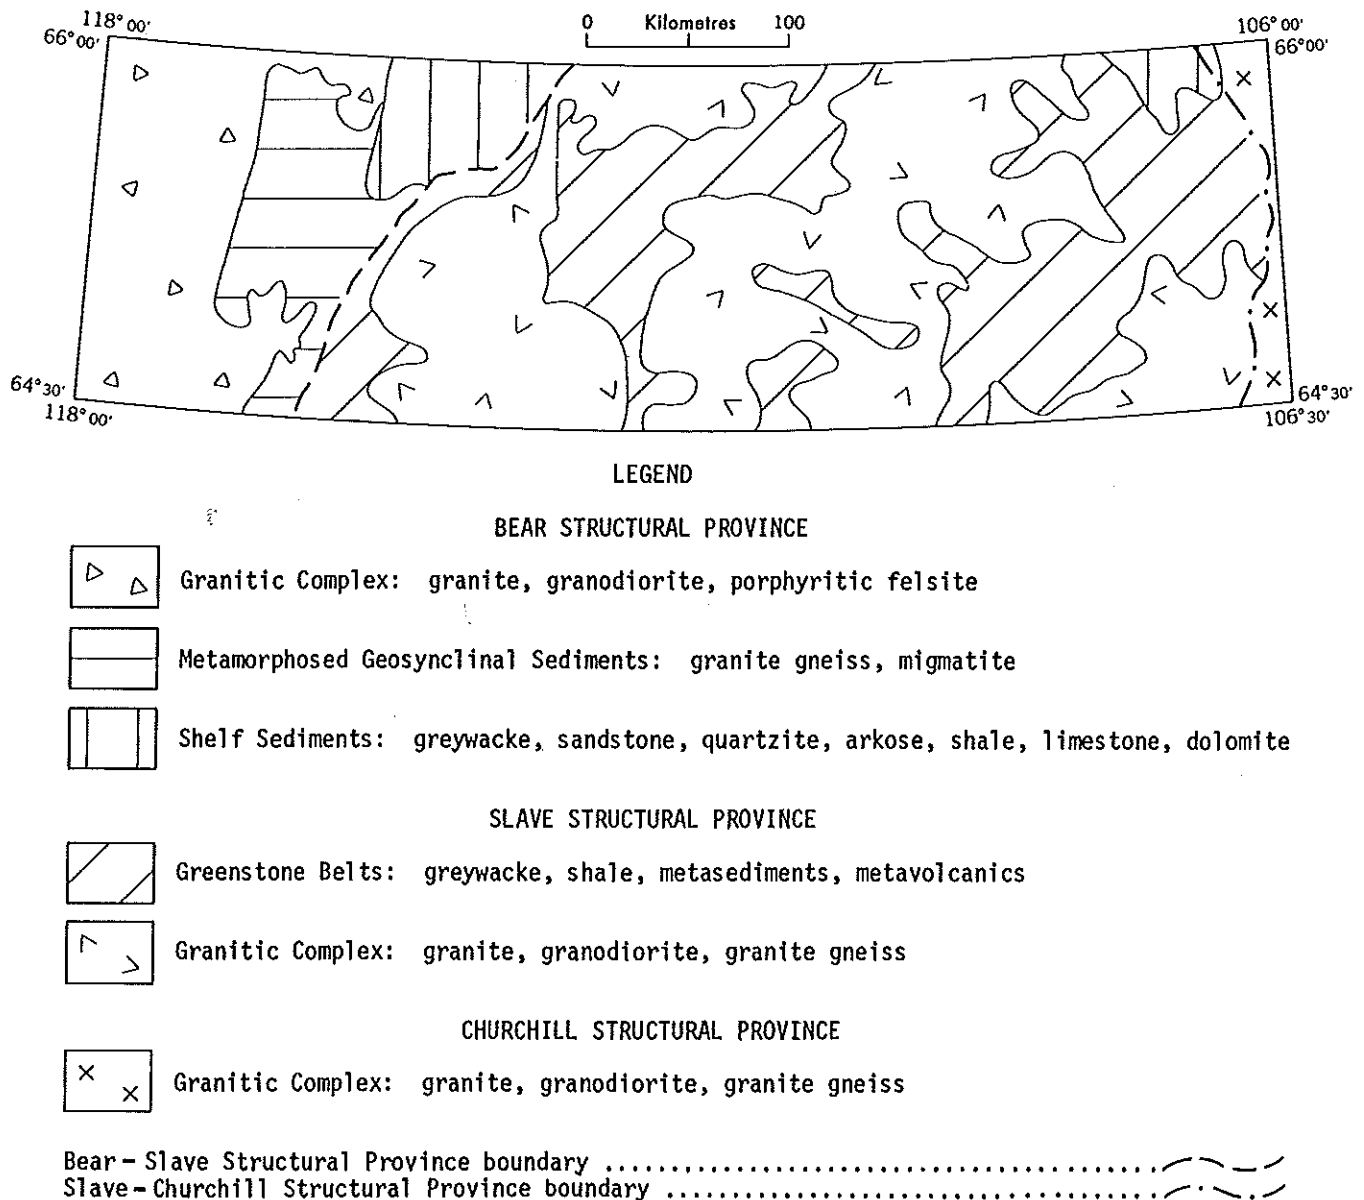 118°00'
66°00'
0 Kilometres 100
106°00'
66°00'
64°30'
118°00'
64°30'
106°30'
LEGEND
BEAR STRUCTURAL PROVINCE
Granitic Complex: granite, granodiorite, porphyritic felsite
Metamorphosed Geosynclinal Sediments: granite gneiss, migmatite
Shelf Sediments: greywacke, sandstone, quartzite, arkose, shale, limestone, dolomite
SLAVE STRUCTURAL PROVINCE
Greenstone Belts: greywacke, shale, metasediments, metavolcanics
Granitic Complex: granite, granodiorite, granite gneiss
CHURCHILL STRUCTURAL PROVINCE
Granitic Complex: granite, granodiorite, granite gneiss
Bear-Slave Structural Province boundary
Slave-Churchill Structural Province boundary